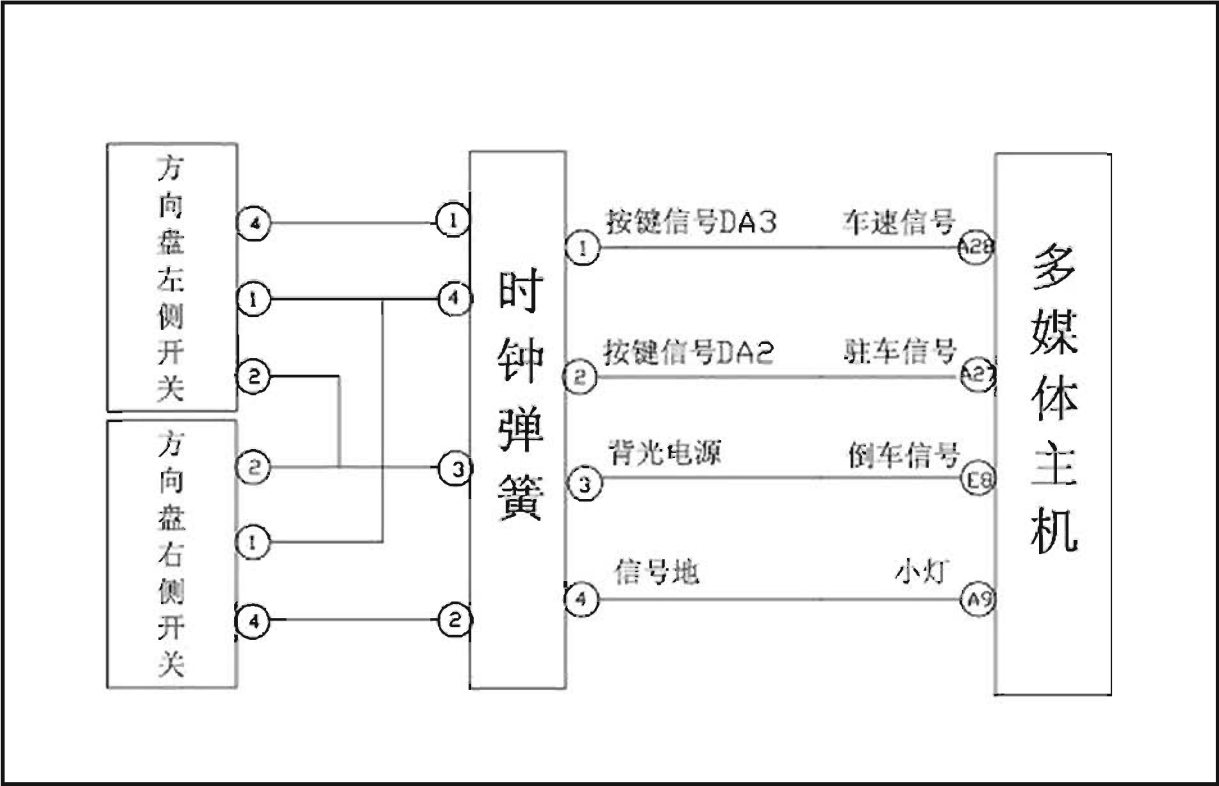 方向盘左侧开关
4
1
2
方向盘右侧开关
2
1
4
1
4
3
2
时钟弹簧
1
按键信号DA3
车速信号
A28
2
按键信号DA2
驻车信号
A27
3
背光电源
倒车信号
E8
4
信号地
小灯
A9
多媒体主机